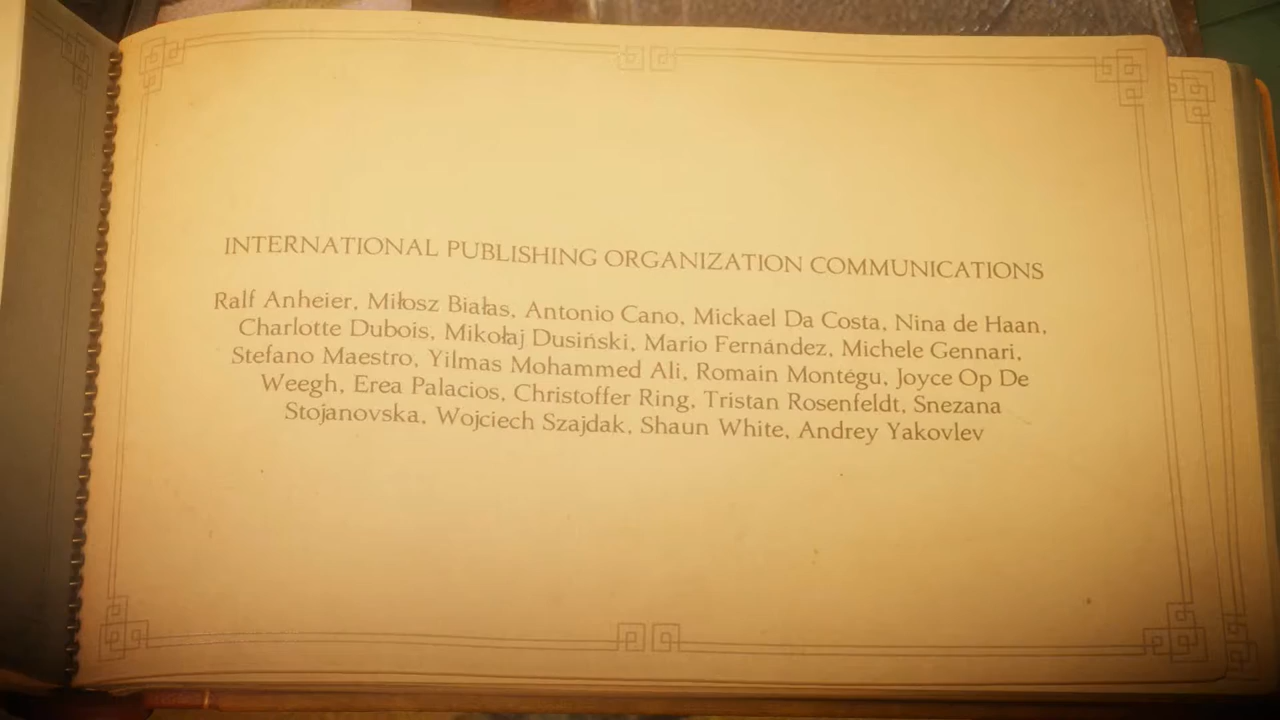 INTERNATIONAL PUBLISHING ORGANIZATION COMMUNICATIONS
Ralf Anheier, Miłosz Białas, Antonio Cano, Mickael Da Costa, Nina de Haan,
Charlotte Dubois, Mikołaj Dusiński, Mario Fernández, Michele Gennari,
Stefano Maestro, Yilmas Mohammed Ali, Romain Montégu, Joyce Op De
Weegh, Erea Palacios, Christoffer Ring, Tristan Rosenfeldt, Snezana
Stojanovska, Wojciech Szajdak, Shaun White, Andrey Yakovlev